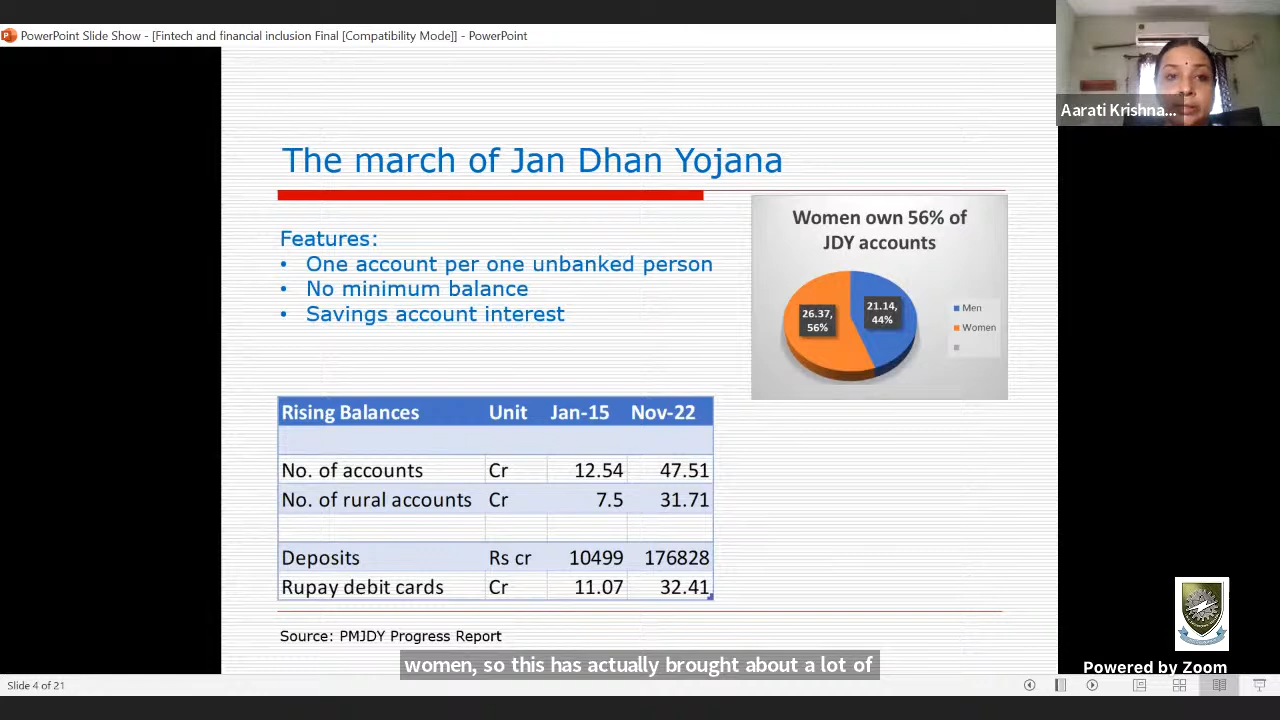 PowerPoint Slide Show - [Fintech and financial inclusion Final [Compatibility Mode]] - PowerPoint
Aarati Krishna...
The march of Jan Dhan Yojana
Features:
• One account per one unbanked person
• No minimum balance
• Savings account interest
Women own 56% of
JDY accounts
26.37,
56%
21.14,
44%
Men
Women
Rising Balances Unit Jan-15 Nov-22
No. of accounts Cr 12.54 47.51
No. of rural accounts Cr 7.5 31.71
Deposits Rs cr 10499 176828
Rupay debit cards Cr 11.07 32.41
Source: PMJDY Progress Report
women, so this has actually brought about a lot of
Powered by Zoom
Slide 4 of 21